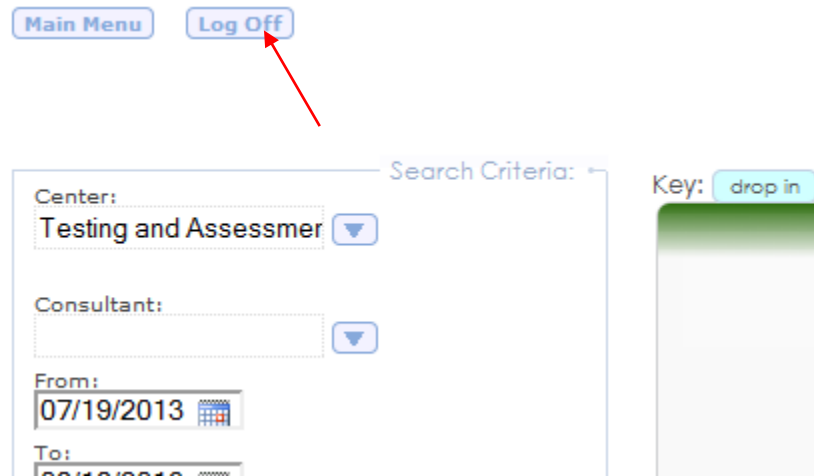 Main Menu Log Off
Search Criteria:
Key: drop in
Center:
Testing and Assessmer
Consultant:
From:
07/19/2013
To: